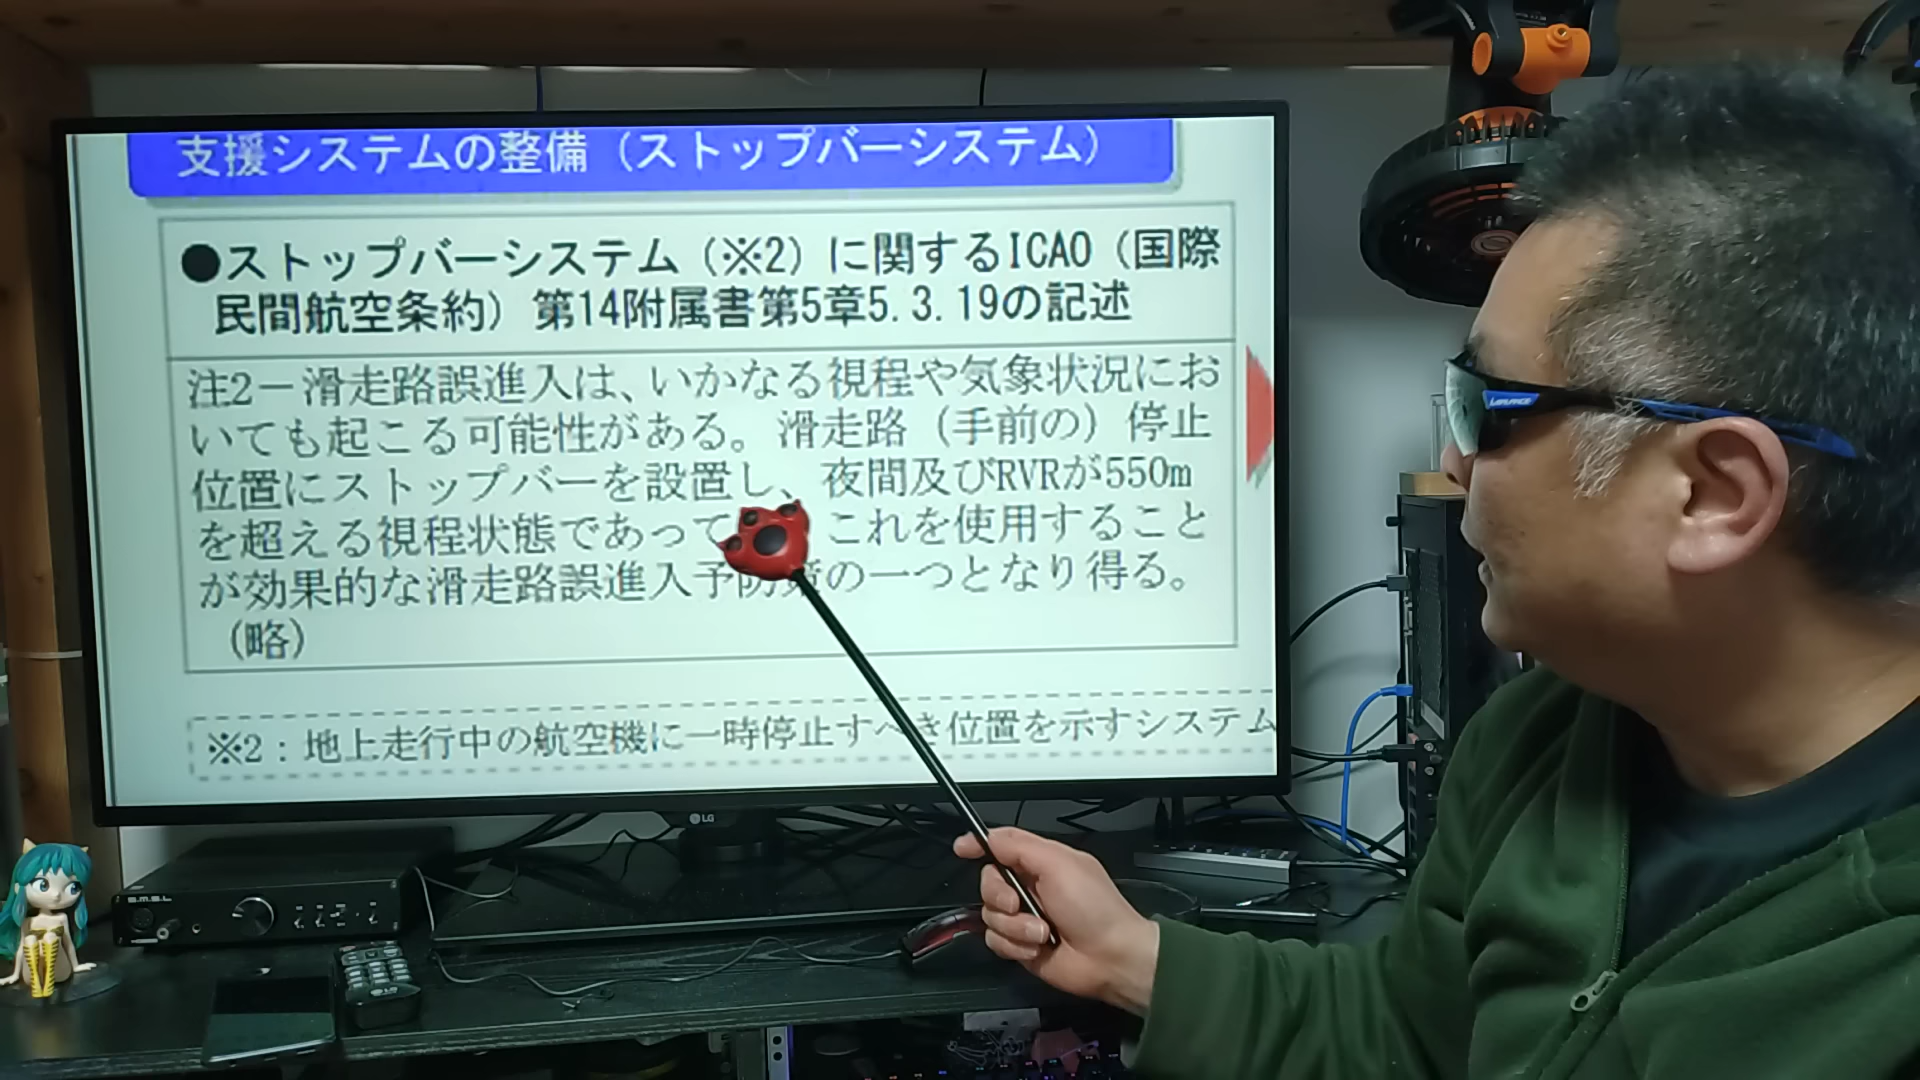 支援システムの整備（ストップバーシステム）
●ストップバーシステム（※2）に関するICAO（国際
民間航空条約）第14附属書第5章5.3.19の記述
注2－滑走路誤進入は、いかなる視程や気象状況にお
いても起こる可能性がある。滑走路（手前の）停止
位置にストップバーを設置し、夜間及びRVRが550m
を超える視程状態であって これを使用すること
が効果的な滑走路誤進入予防 の一つとなり得る。
（略）
※2：地上走行中の航空機に一時停止すべき位置を示すシステム
LG
S.M.S.L
LG